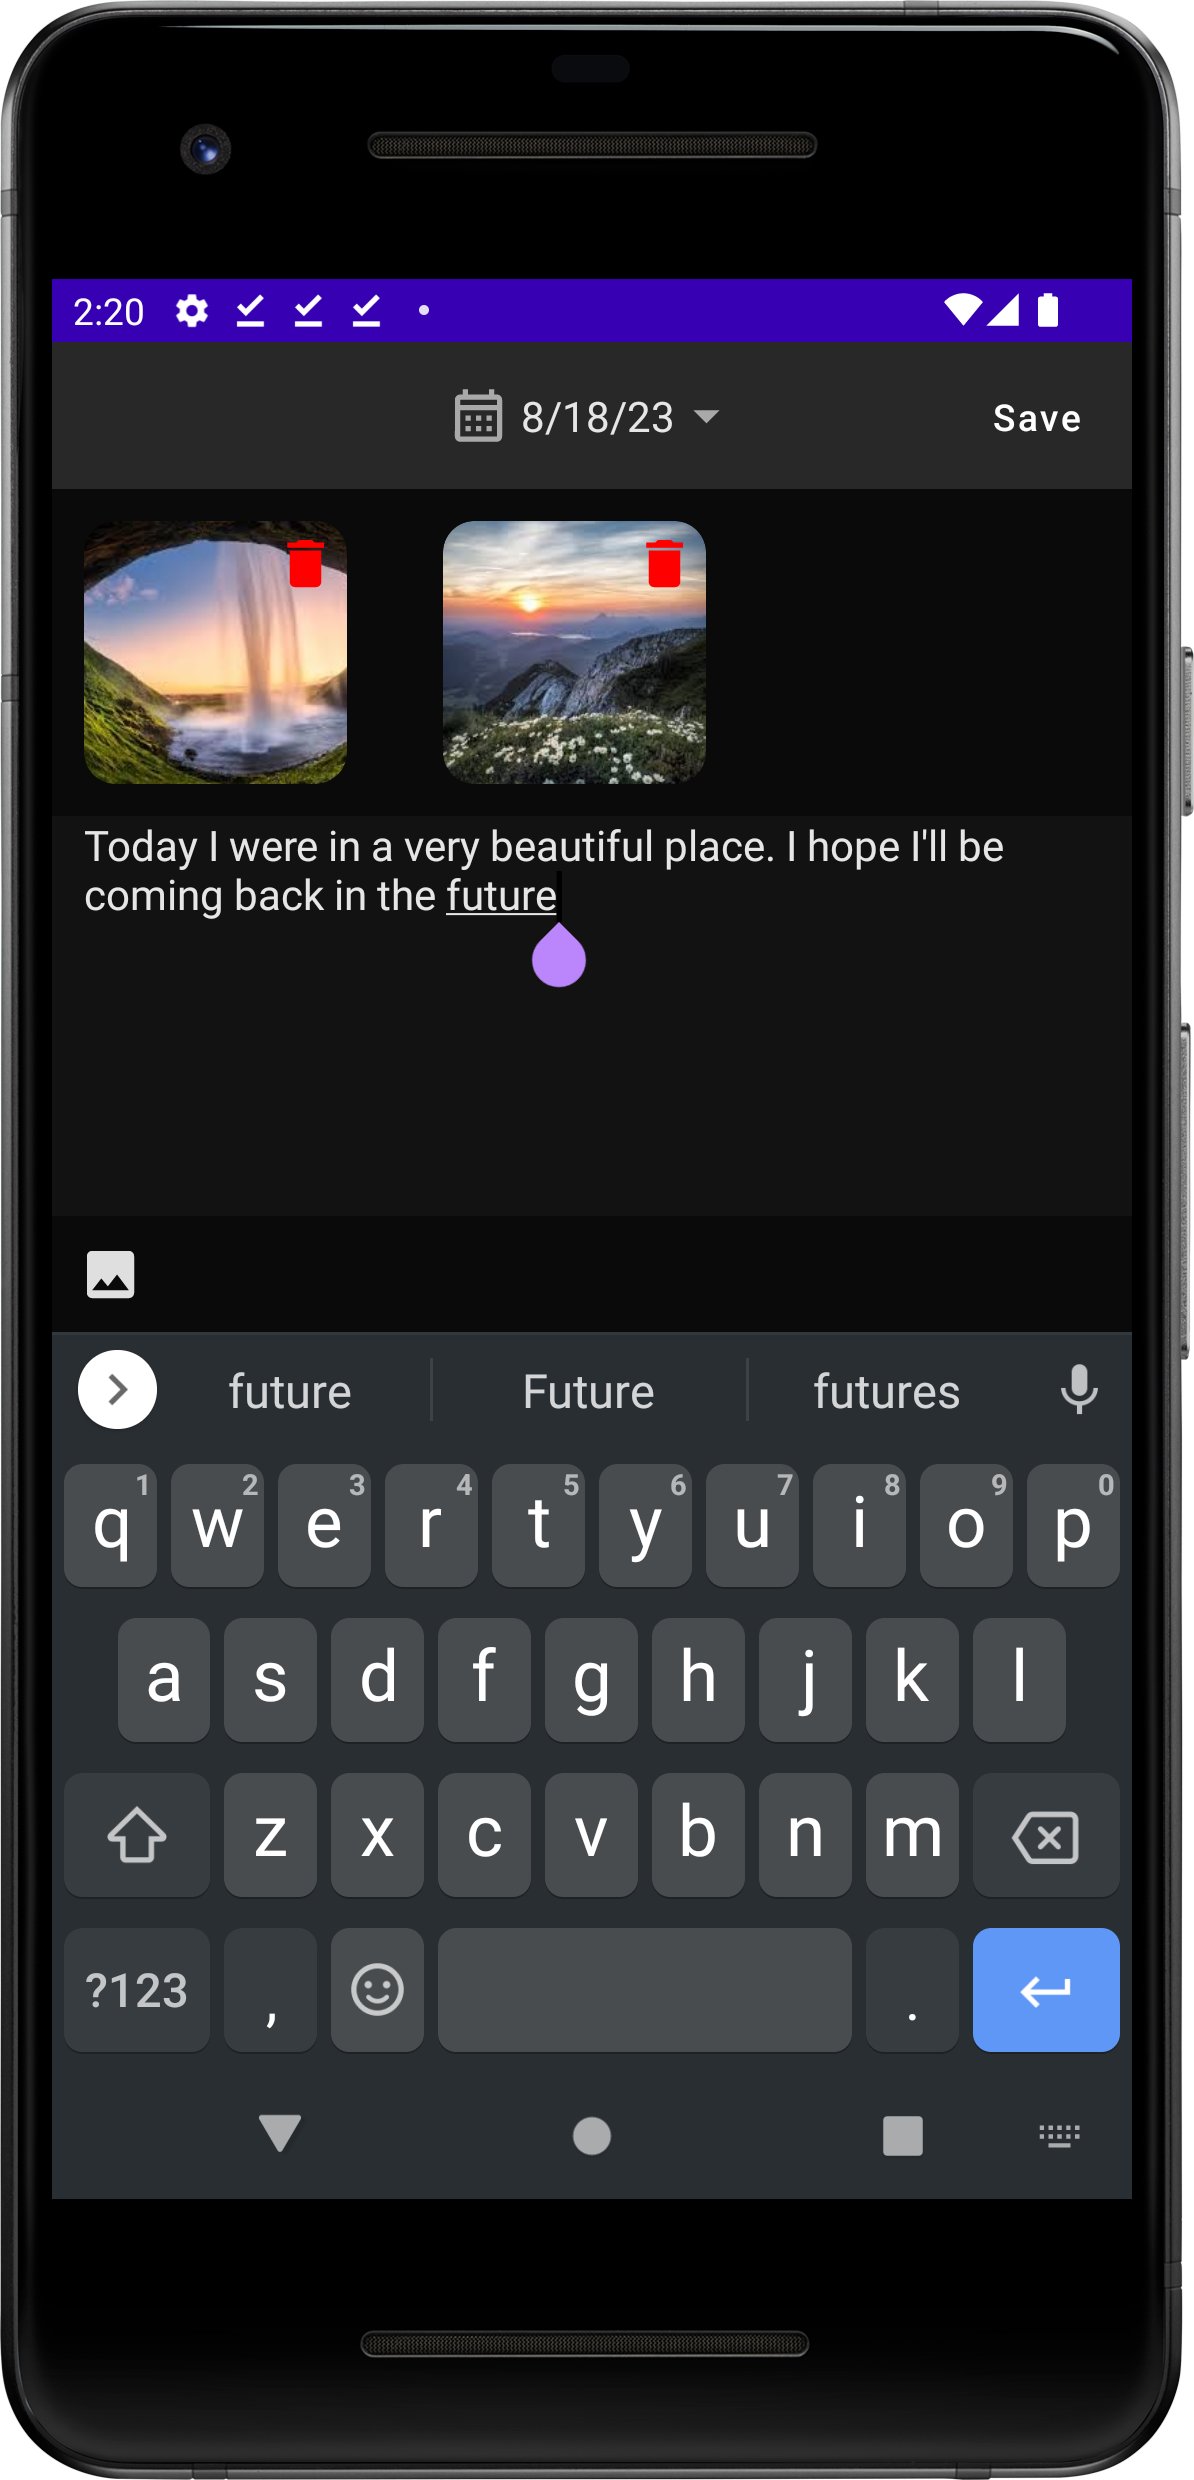 2:20
8/18/23
Save
Today I were in a very beautiful place. I hope I'll be
coming back in the future
future Future futures
1 2 3 4 5 6 7 8 9 0
q w e r t y u i o p
a s d f g h j k l
z x c v b n m
?123 , .